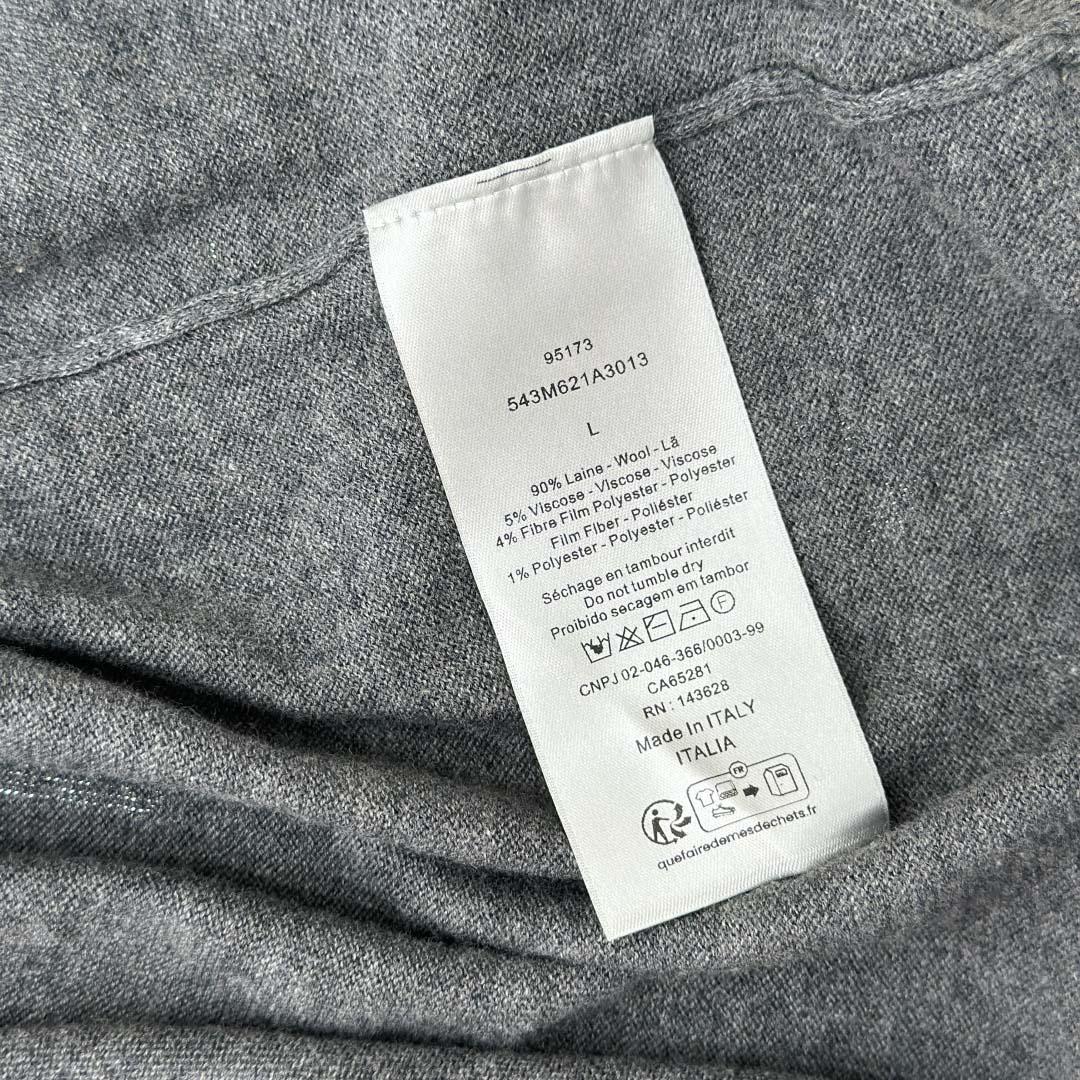 95173
543M621A3013
L
90% Laine - Wool - Lã
5% Viscose - Viscose - Viscose
4% Fibre Film Polyester - Polyester
Film Fiber - Poliéster
1% Polyester - Polyester - Poliéster
Séchage en tambour interdit
Do not tumble dry
Proibido secagem em tambor
F
CNPJ 02-046-366/0003-99
CA65281
RN : 143628
Made In ITALY
ITALIA
FR
quefairedemesdechets.fr